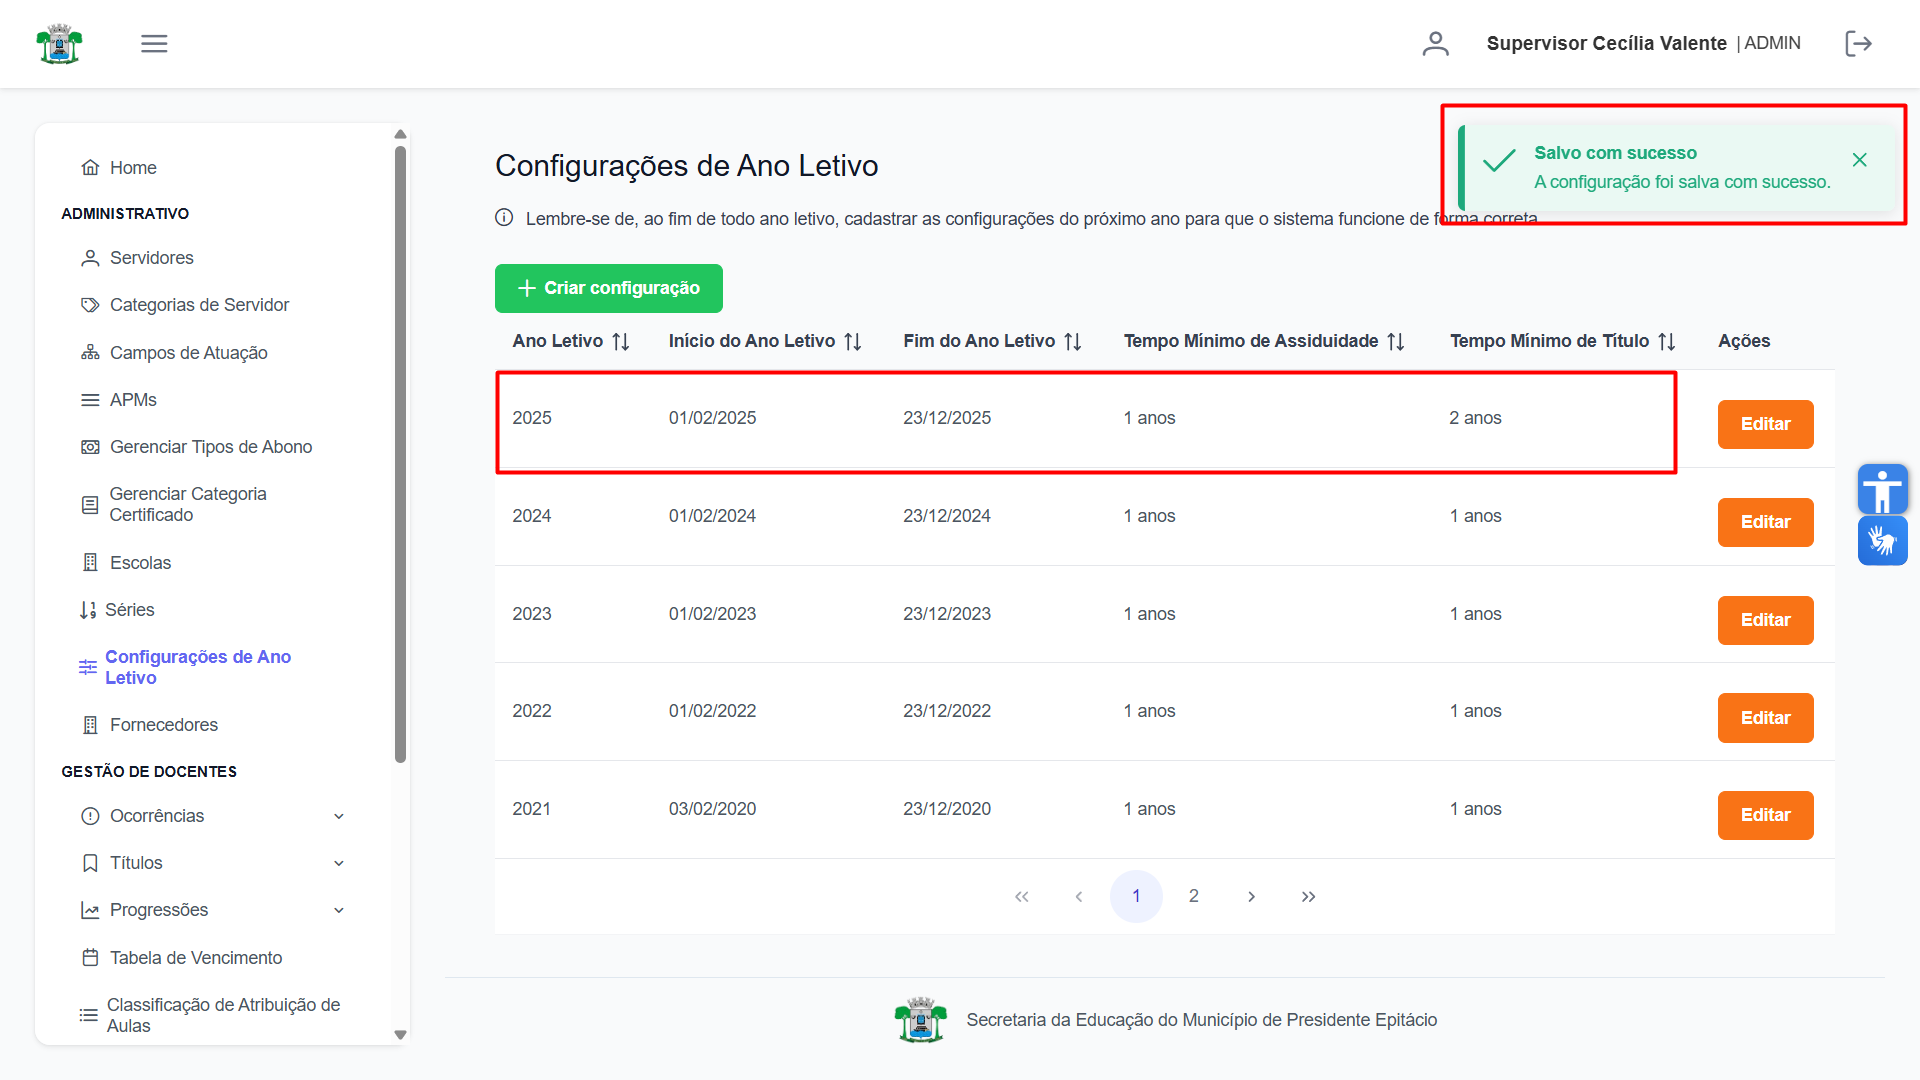 Supervisor Cecília Valente | ADMIN
Home
ADMINISTRATIVO
Servidores
Categorias de Servidor
Campos de Atuação
APMs
Gerenciar Tipos de Abono
Gerenciar Categoria
Certificado
Escolas
Séries
Configurações de Ano
Letivo
Fornecedores
GESTÃO DE DOCENTES
Ocorrências
Títulos
Progressões
Tabela de Vencimento
Classificação de Atribuição de
Aulas
Configurações de Ano Letivo
Salvo com sucesso
A configuração foi salva com sucesso.
Lembre-se de, ao fim de todo ano letivo, cadastrar as configurações do próximo ano para que o sistema funcione de forma correta
Criar configuração
Ano Letivo Início do Ano Letivo Fim do Ano Letivo Tempo Mínimo de Assiduidade Tempo Mínimo de Título Ações
2025 01/02/2025 23/12/2025 1 anos 2 anos Editar
2024 01/02/2024 23/12/2024 1 anos 1 anos Editar
2023 01/02/2023 23/12/2023 1 anos 1 anos Editar
2022 01/02/2022 23/12/2022 1 anos 1 anos Editar
2021 03/02/2020 23/12/2020 1 anos 1 anos Editar
1 2
Secretaria da Educação do Município de Presidente Epitácio